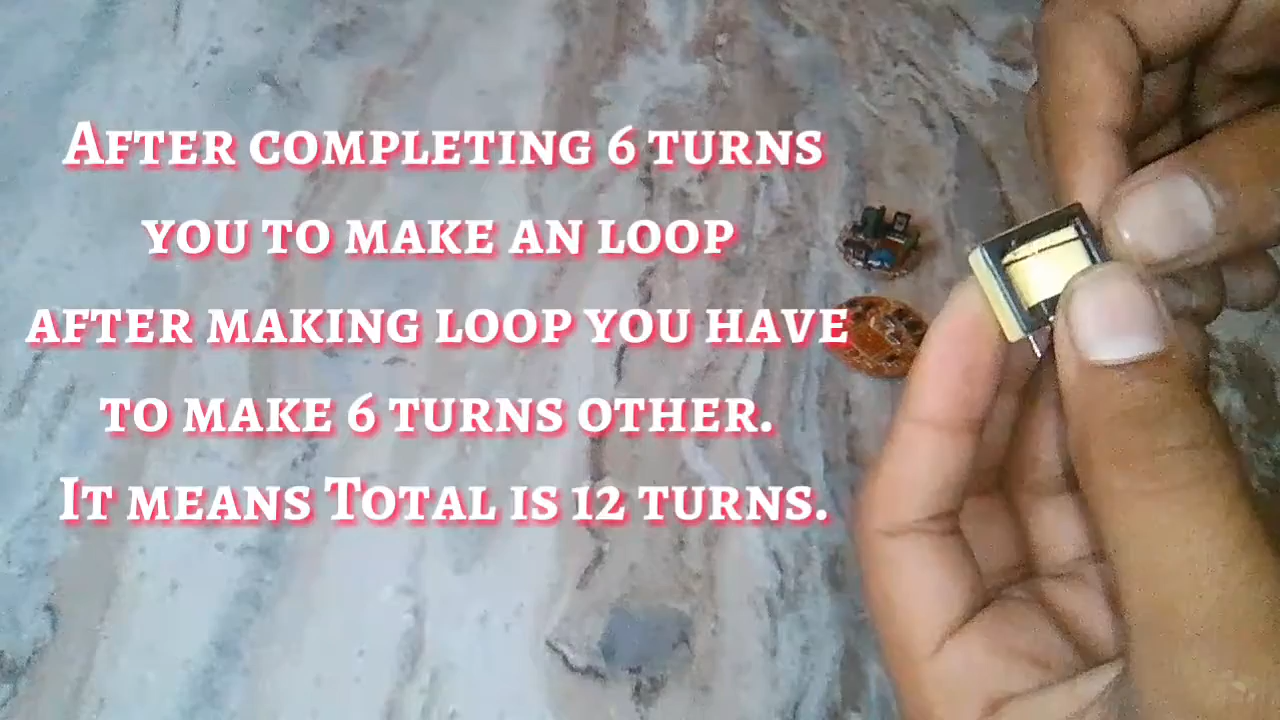 After completing 6 turns
you to make an loop
after making loop you have
to make 6 turns other.
It means Total is 12 turns.